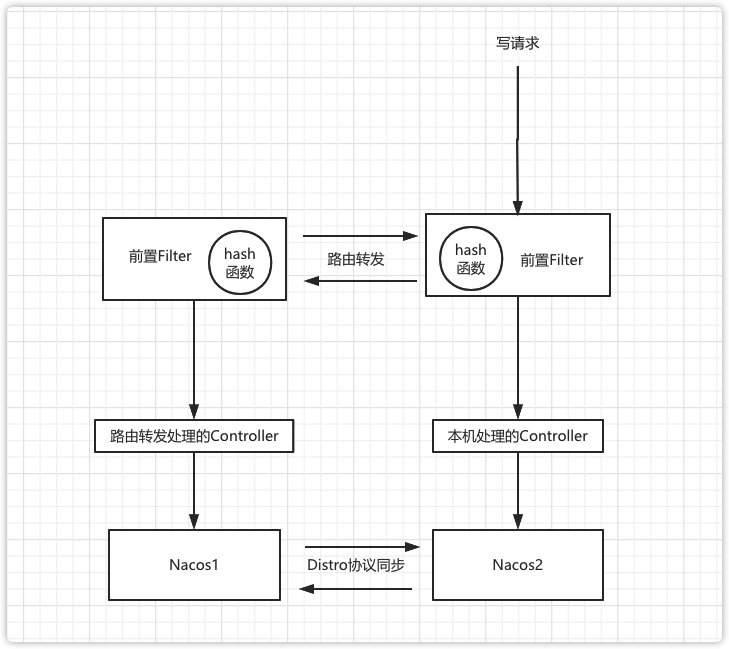 写请求
前置Filter
hash
函数
路由转发
hash
函数
前置Filter
路由转发处理的Controller
本机处理的Controller
Nacos1
Distro协议同步
Nacos2